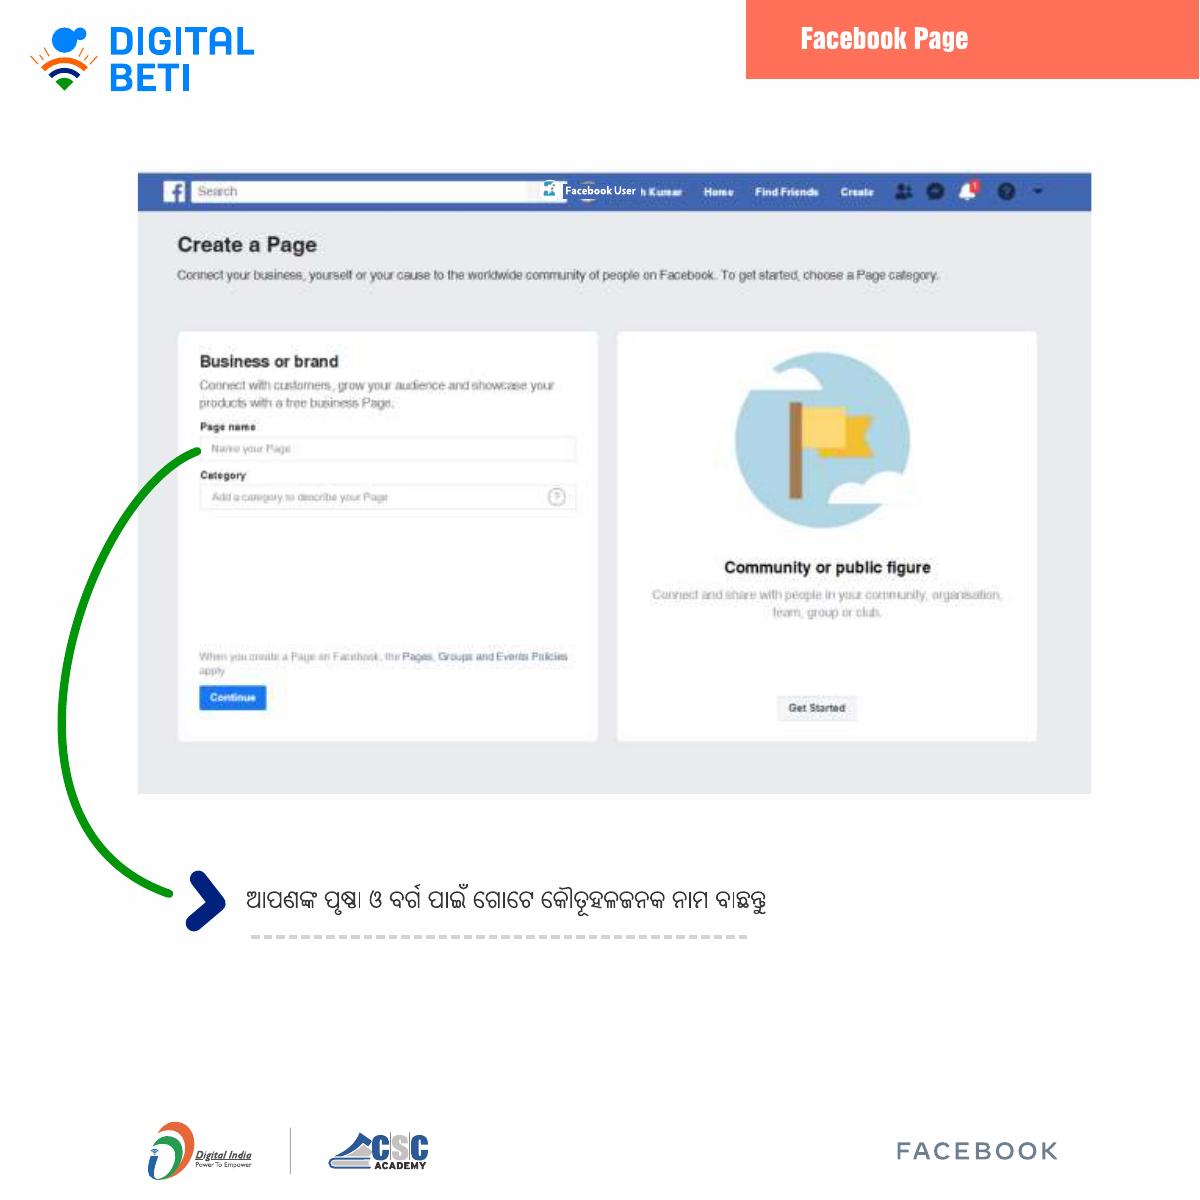 DIGITAL
BETI
Facebook Page
Search
Facebook User
h Kumar
Home
Find Friends
Create
Create a Page
Connect your business, yourself or your cause to the worldwide community of people on Facebook. To get started, choose a Page category.
Business or brand
Connect with customers, grow your audience and showcase your
products with a free business Page.
Page name
Name your Page
Category
Add a category to describe your Page
?
When you create a Page on Facebook, the Pages, Groups and Events Policies
apply
Continue
Community or public figure
Connect and share with people in your community, organisation,
team, group or club.
Get Started
ଆପଣଙ୍କ ପୃଷ୍ଠା ଓ ବର୍ଗ ପାଇଁ ଗୋଟେ କୌତୂହଳଜନକ ନାମ ବାଛନ୍ତୁ
Digital India
Power To Empower
CSC
ACADEMY
FACEBOOK